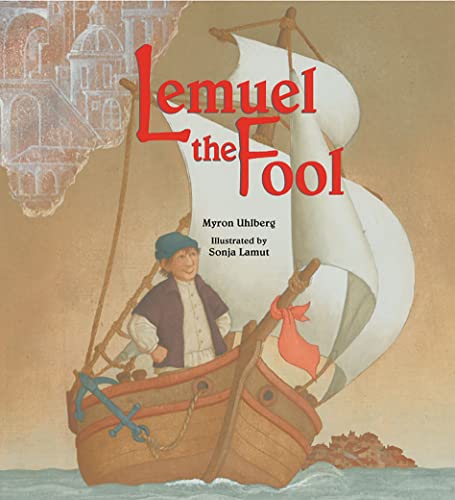 Lemuel
the Fool
Myron Uhlberg
Illustrated by
Sonja Lamut